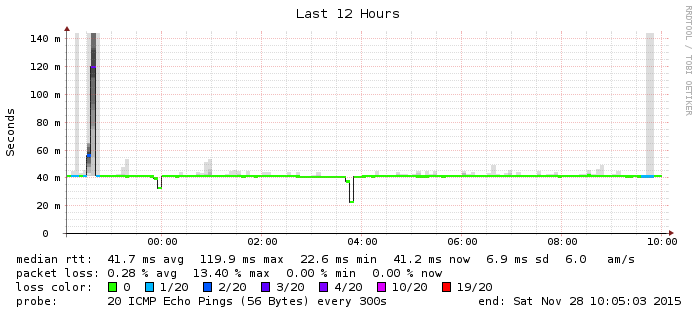 Last 12 Hours
RRDTOOL / TOBI OETIKER
Seconds
140 m
120 m
100 m
80 m
60 m
40 m
20 m
0
00:00 02:00 04:00 06:00 08:00 10:00
median rtt: 41.7 ms avg 119.9 ms max 22.6 ms min 41.2 ms now 6.9 ms sd 6.0 am/s
packet loss: 0.28 % avg 13.40 % max 0.00 % min 0.00 % now
loss color: 0 1/20 2/20 3/20 4/20 10/20 19/20
probe: 20 ICMP Echo Pings (56 Bytes) every 300s end: Sat Nov 28 10:05:03 2015